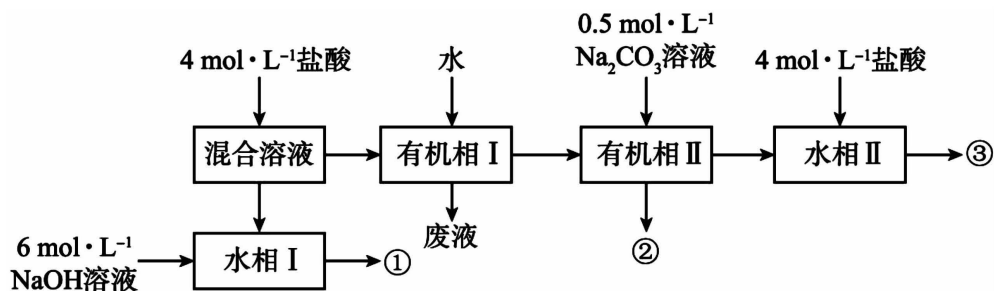 4 mol·L⁻¹盐酸
水
0.5 mol·L⁻¹
Na₂CO₃溶液
4 mol·L⁻¹盐酸
混合溶液
有机相Ⅰ
有机相Ⅱ
水相Ⅱ
③
6 mol·L⁻¹
NaOH溶液
水相Ⅰ
①
废液
②